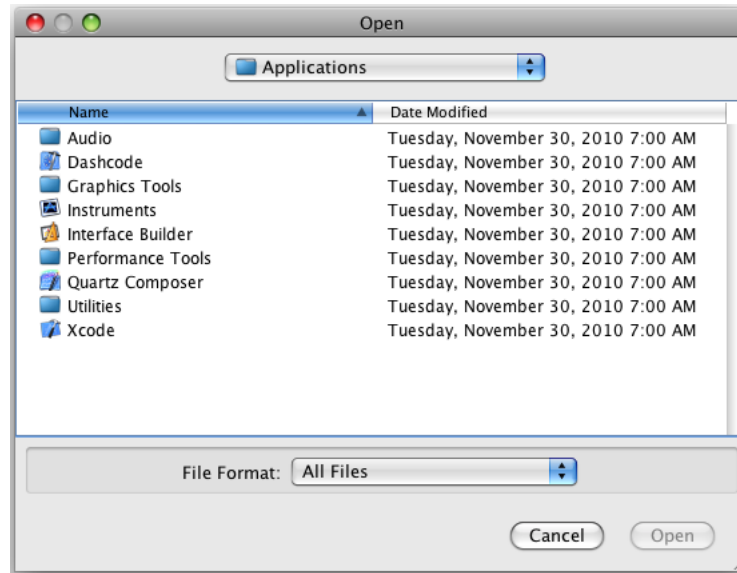 Open
Applications
Name Date Modified
Audio Tuesday, November 30, 2010 7:00 AM
Dashcode Tuesday, November 30, 2010 7:00 AM
Graphics Tools Tuesday, November 30, 2010 7:00 AM
Instruments Tuesday, November 30, 2010 7:00 AM
Interface Builder Tuesday, November 30, 2010 7:00 AM
Performance Tools Tuesday, November 30, 2010 7:00 AM
Quartz Composer Tuesday, November 30, 2010 7:00 AM
Utilities Tuesday, November 30, 2010 7:00 AM
Xcode Tuesday, November 30, 2010 7:00 AM
File Format: All Files
Cancel Open